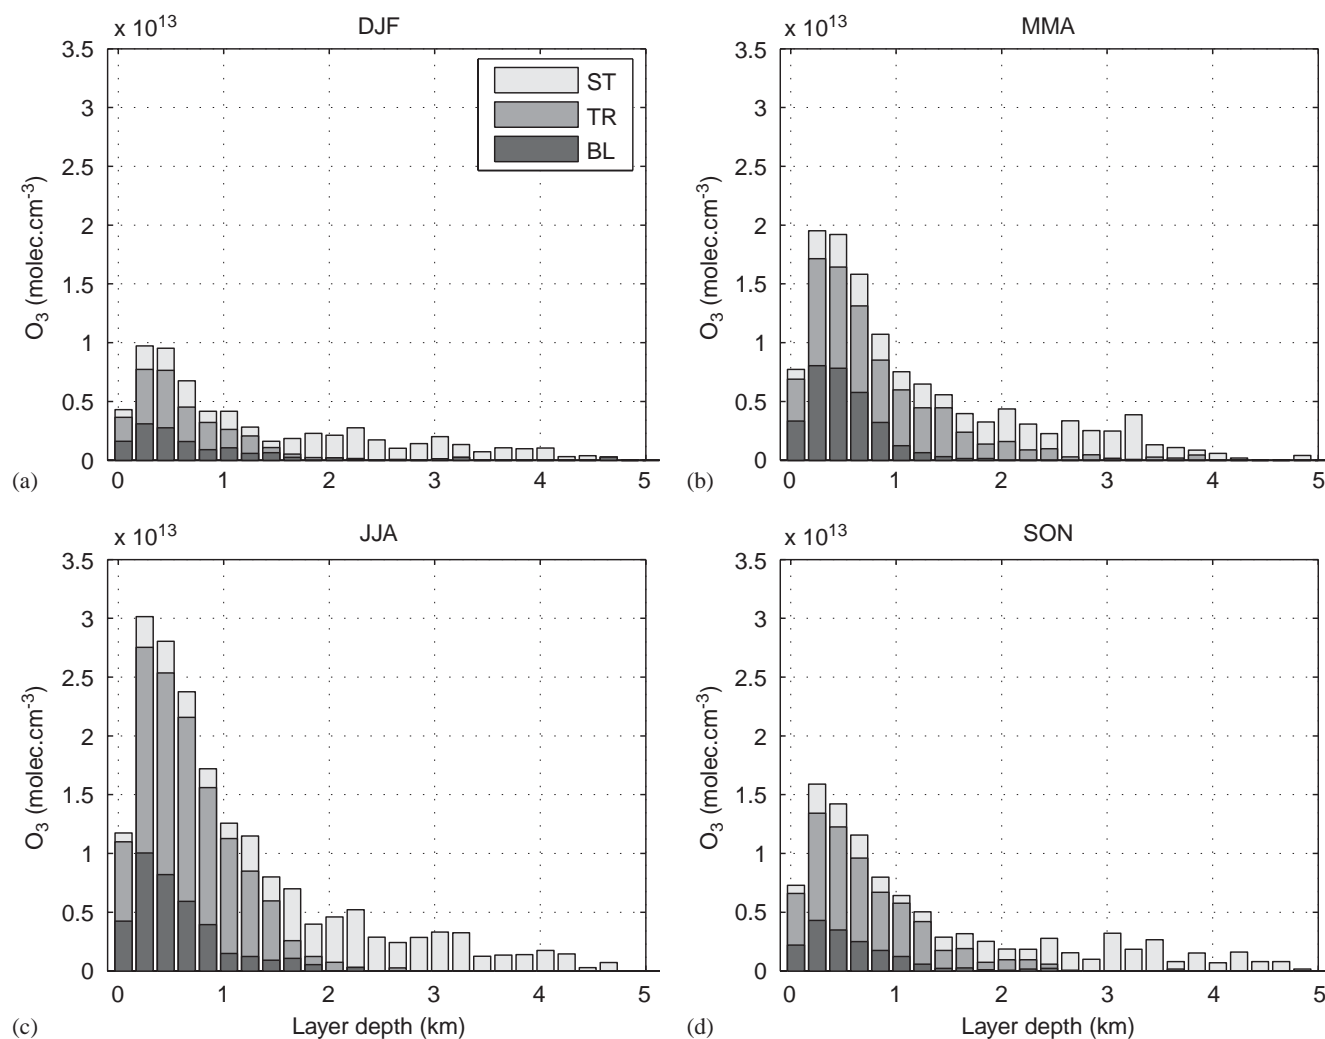 x 10^13 DJF
3.5
3
2.5
2
1.5
1
0.5
0
O3 (molec.cm-3)
ST
TR
BL
0 1 2 3 4 5
(a)
x 10^13 MMA
3.5
3
2.5
2
1.5
1
0.5
0
O3 (molec.cm-3)
0 1 2 3 4 5
(b)
x 10^13 JJA
3.5
3
2.5
2
1.5
1
0.5
0
O3 (molec.cm-3)
0 1 2 3 4 5
(c) Layer depth (km)
x 10^13 SON
3.5
3
2.5
2
1.5
1
0.5
0
O3 (molec.cm-3)
0 1 2 3 4 5
(d) Layer depth (km)